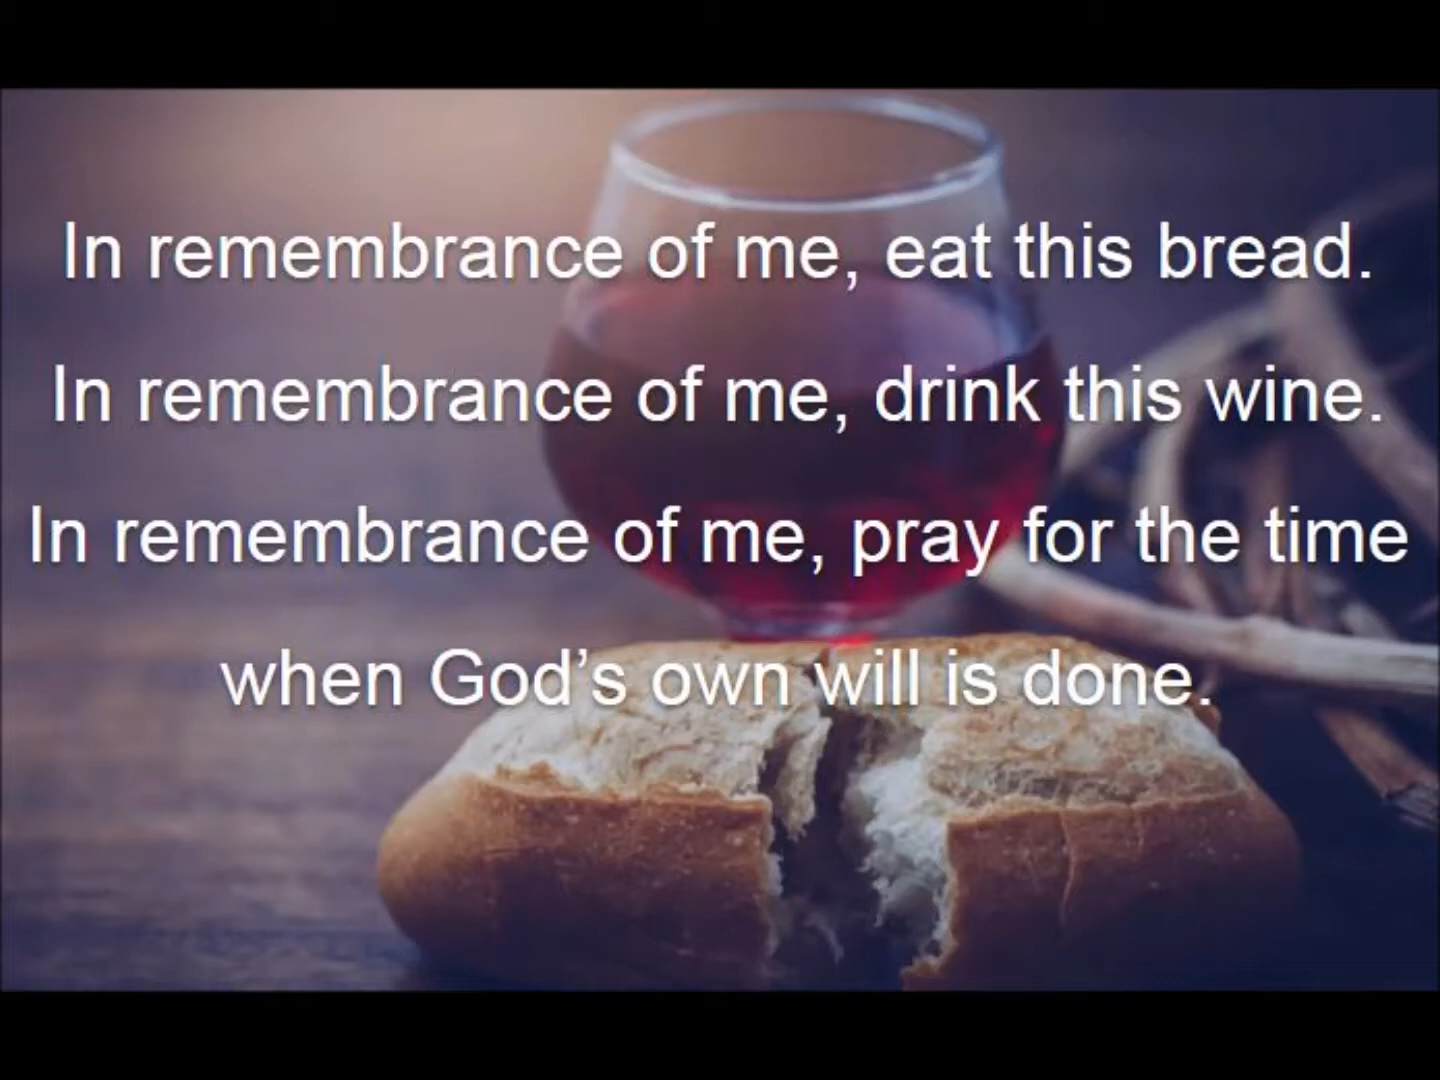 In remembrance of me, eat this bread.
In remembrance of me, drink this wine.
In remembrance of me, pray for the time
when God’s own will is done.